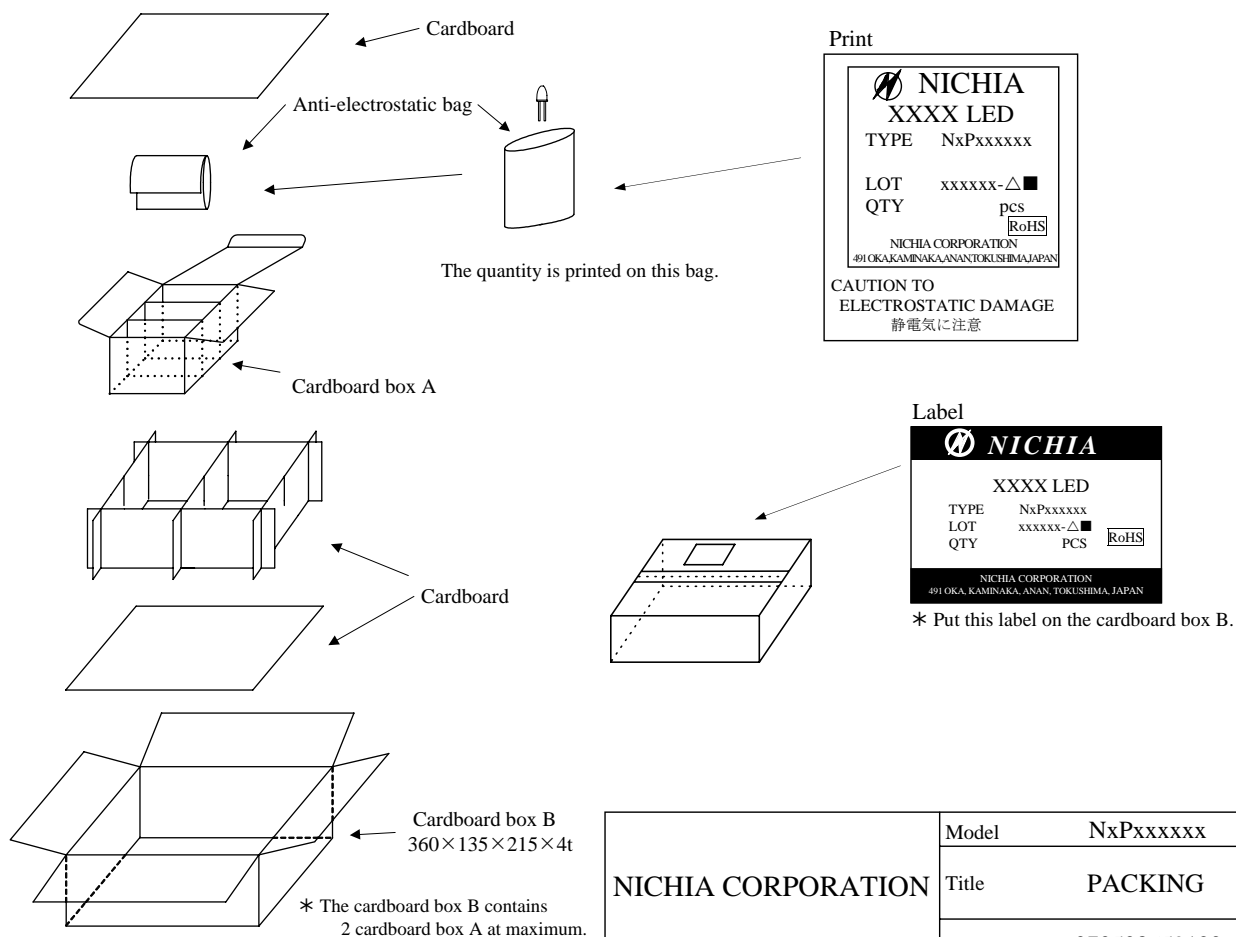 Cardboard
Anti-electrostatic bag
The quantity is printed on this bag.
Cardboard box A
Cardboard
Cardboard box B
360×135×215×4t
* The cardboard box B contains
2 cardboard box A at maximum.
Print
NICHIA
XXXX LED
TYPE NxPxxxxxx
LOT xxxxxx-△■
QTY pcs
RoHS
NICHIA CORPORATION
491 OKA,KAMINAKA,ANAN,TOKUSHIMA,JAPAN
CAUTION TO
ELECTROSTATIC DAMAGE
静電気に注意
Label
NICHIA
XXXX LED
TYPE NxPxxxxxx
LOT xxxxxx-△■
QTY PCS
RoHS
NICHIA CORPORATION
491 OKA, KAMINAKA, ANAN, TOKUSHIMA, JAPAN
* Put this label on the cardboard box B.
NICHIA CORPORATION
Model NxPxxxxxx
Title PACKING